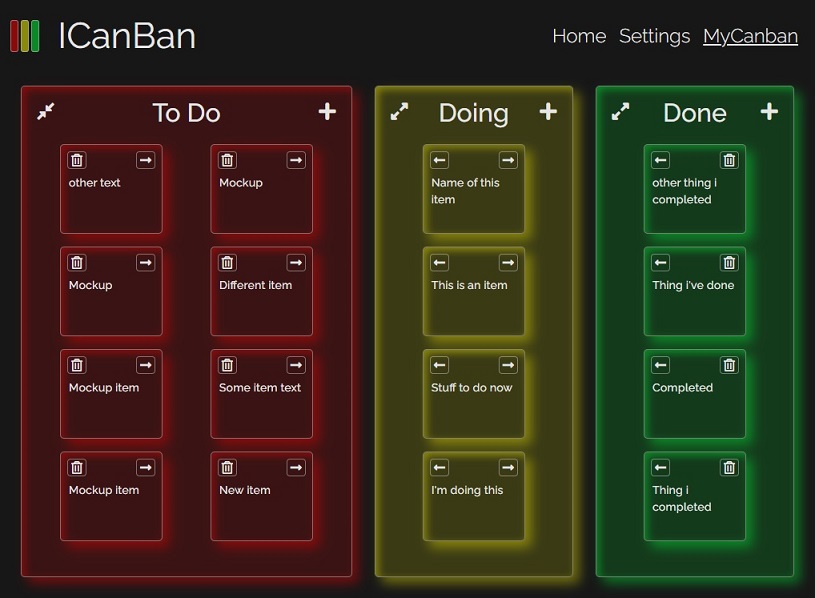 ICanBan
Home Settings MyCanban
To Do
other text
Mockup
Mockup
Different item
Mockup item
Some item text
Mockup item
New item
Doing
Name of this
item
This is an item
Stuff to do now
I'm doing this
Done
other thing i
completed
Thing i've done
Completed
Thing i
completed